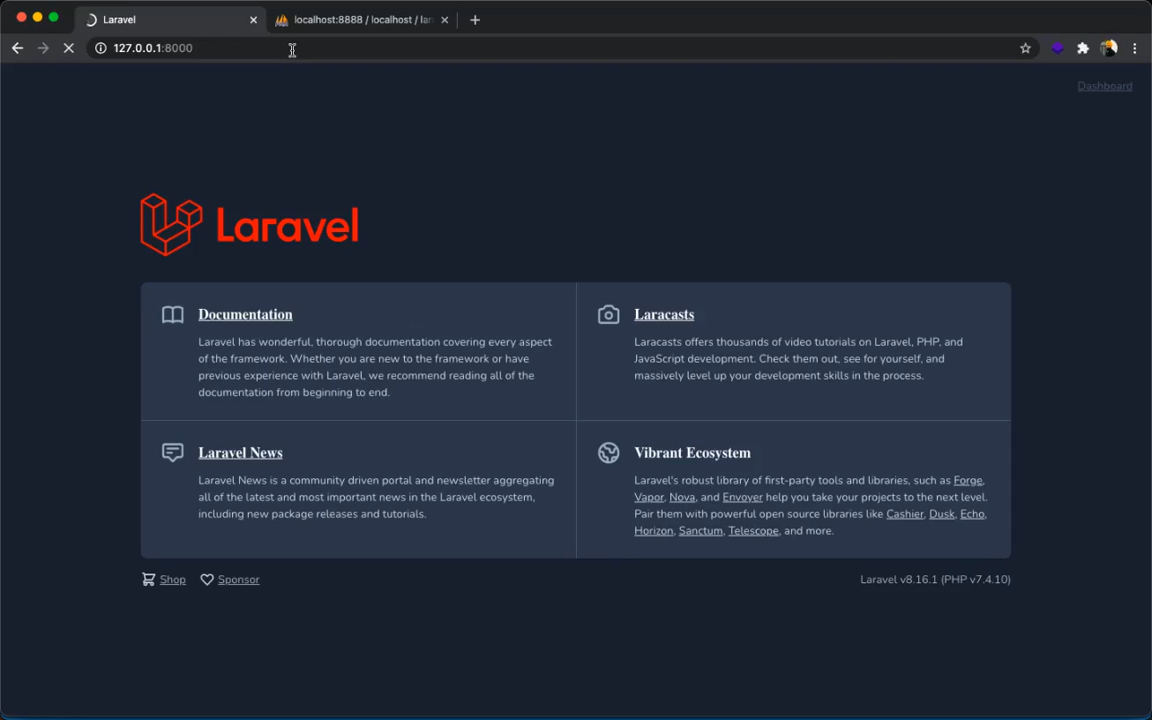 Laravel
localhost:8888 / localhost / lar
127.0.0.1:8000
Dashboard
Laravel
Documentation
Laravel has wonderful, thorough documentation covering every aspect
of the framework. Whether you are new to the framework or have
previous experience with Laravel, we recommend reading all of the
documentation from beginning to end.
Laracasts
Laracasts offers thousands of video tutorials on Laravel, PHP, and
JavaScript development. Check them out, see for yourself, and
massively level up your development skills in the process.
Laravel News
Laravel News is a community driven portal and newsletter aggregating
all of the latest and most important news in the Laravel ecosystem,
including new package releases and tutorials.
Vibrant Ecosystem
Laravel's robust library of first-party tools and libraries, such as Forge,
Vapor, Nova, and Envoyer help you take your projects to the next level.
Pair them with powerful open source libraries like Cashier, Dusk, Echo,
Horizon, Sanctum, Telescope, and more.
Shop Sponsor
Laravel v8.16.1 (PHP v7.4.10)